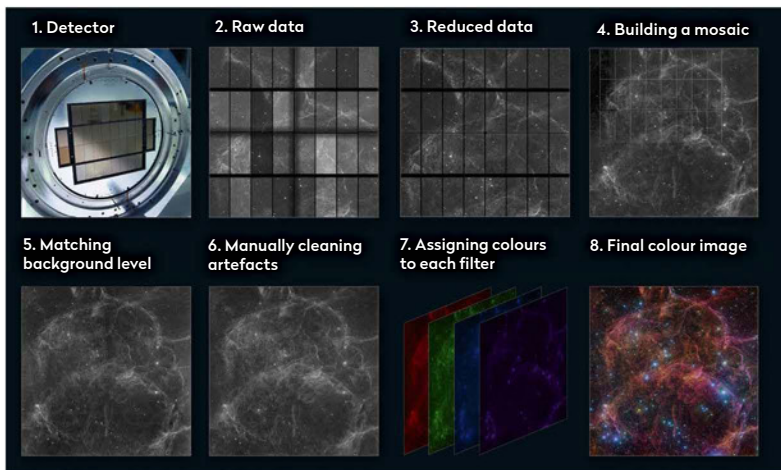 1. Detector
2. Raw data
3. Reduced data
4. Building a mosaic
5. Matching
background level
6. Manually cleaning
artefacts
7. Assigning colours
to each filter
8. Final colour image